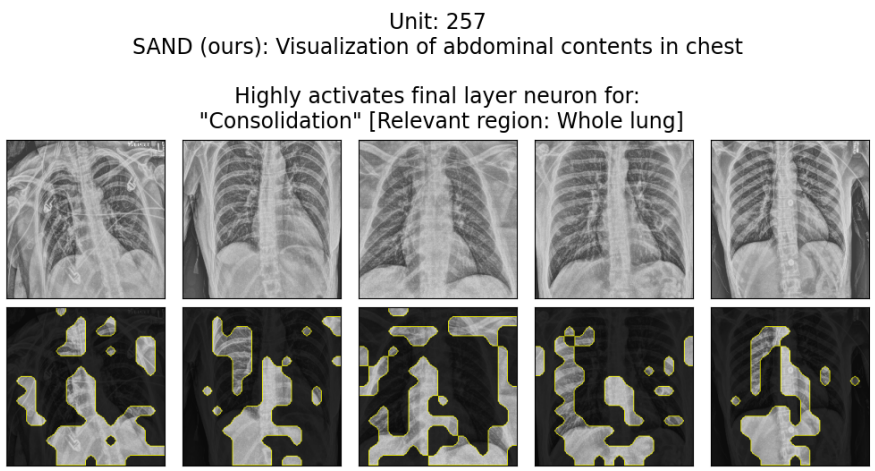 Unit: 257
SAND (ours): Visualization of abdominal contents in chest
Highly activates final layer neuron for:
"Consolidation" [Relevant region: Whole lung]